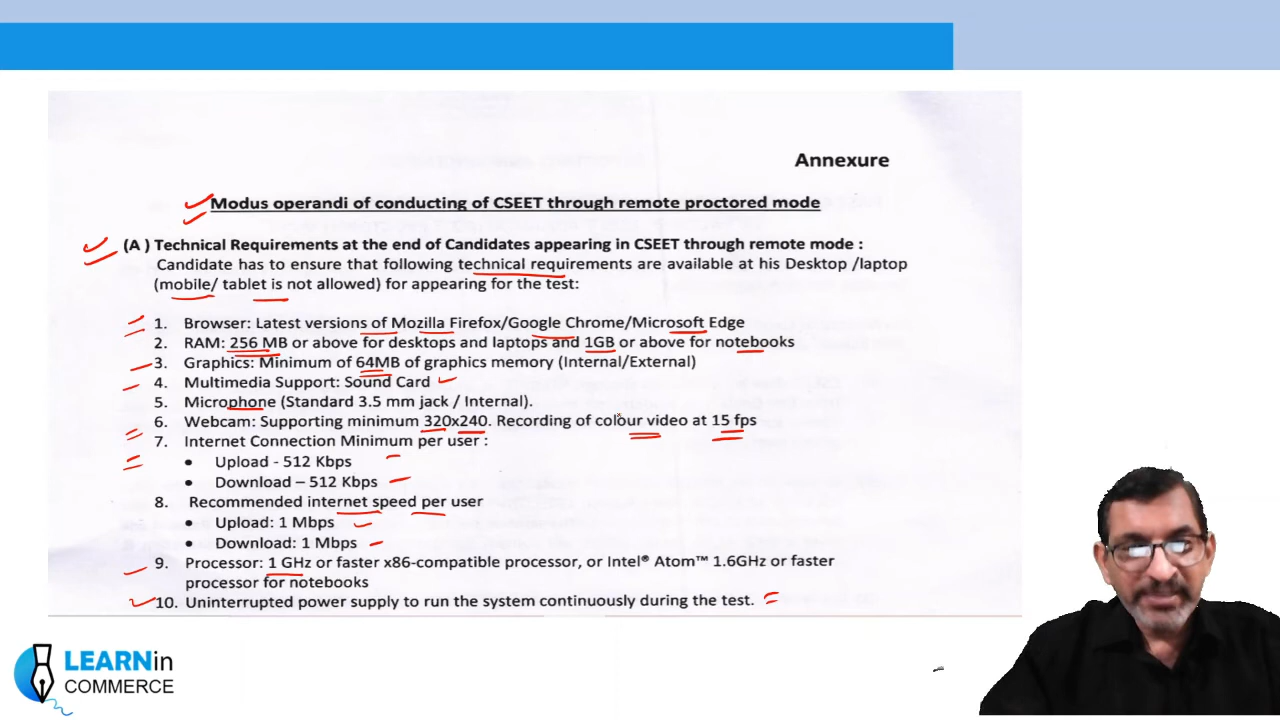 Annexure
Modus operandi of conducting of CSEET through remote proctored mode
(A ) Technical Requirements at the end of Candidates appearing in CSEET through remote mode :
Candidate has to ensure that following technical requirements are available at his Desktop /laptop
(mobile/ tablet is not allowed) for appearing for the test:
1. Browser: Latest versions of Mozilla Firefox/Google Chrome/Microsoft Edge
2. RAM: 256 MB or above for desktops and laptops and 1GB or above for notebooks
3. Graphics: Minimum of 64MB of graphics memory (Internal/External)
4. Multimedia Support: Sound Card
5. Microphone (Standard 3.5 mm jack / Internal).
6. Webcam: Supporting minimum 320x240. Recording of colour video at 15 fps
7. Internet Connection Minimum per user :
• Upload - 512 Kbps
• Download – 512 Kbps
8. Recommended internet speed per user
• Upload: 1 Mbps
• Download: 1 Mbps
9. Processor: 1 GHz or faster x86-compatible processor, or Intel® Atom™ 1.6GHz or faster
processor for notebooks
10. Uninterrupted power supply to run the system continuously during the test.
LEARNin
COMMERCE